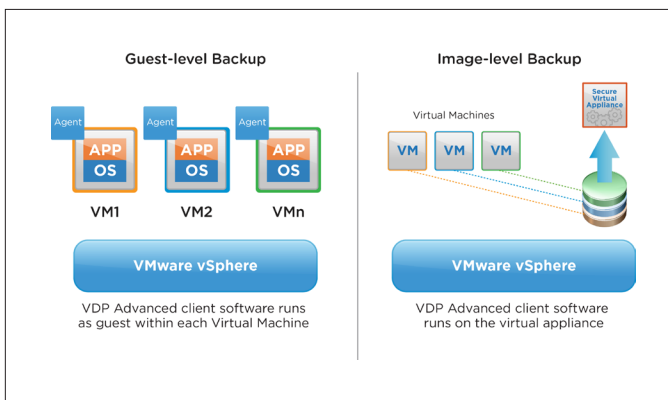 Guest-level Backup
Agent
APP
OS
VM1
Agent
APP
OS
VM2
Agent
APP
OS
VMn
VMware vSphere
VDP Advanced client software runs
as guest within each Virtual Machine
Image-level Backup
Secure
Virtual
Appliance
Virtual Machines
VM
VM
VM
VMware vSphere
VDP Advanced client software
runs on the virtual appliance